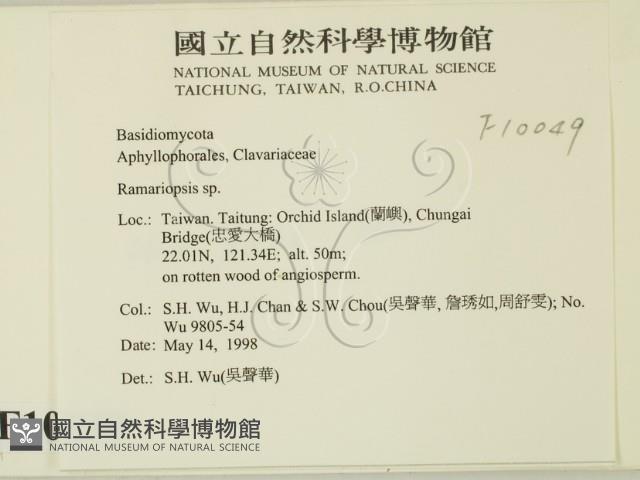 國立自然科學博物館
NATIONAL MUSEUM OF NATURAL SCIENCE
TAICHUNG, TAIWAN, R.O.CHINA
F10049
Basidiomycota
Aphyllophorales, Clavariaceae
Ramariopsis sp.
Loc.: Taiwan. Taitung: Orchid Island(蘭嶼), Chungai
Bridge(忠愛大橋)
22.01N, 121.34E; alt. 50m;
on rotten wood of angiosperm.
Col.: S.H. Wu, H.J. Chan & S.W. Chou(吳聲華, 詹琇如,周舒雯); No.
Wu 9805-54
Date: May 14, 1998
Det.: S.H. Wu(吳聲華)
F10
國立自然科學博物館
NATIONAL MUSEUM OF NATURAL SCIENCE